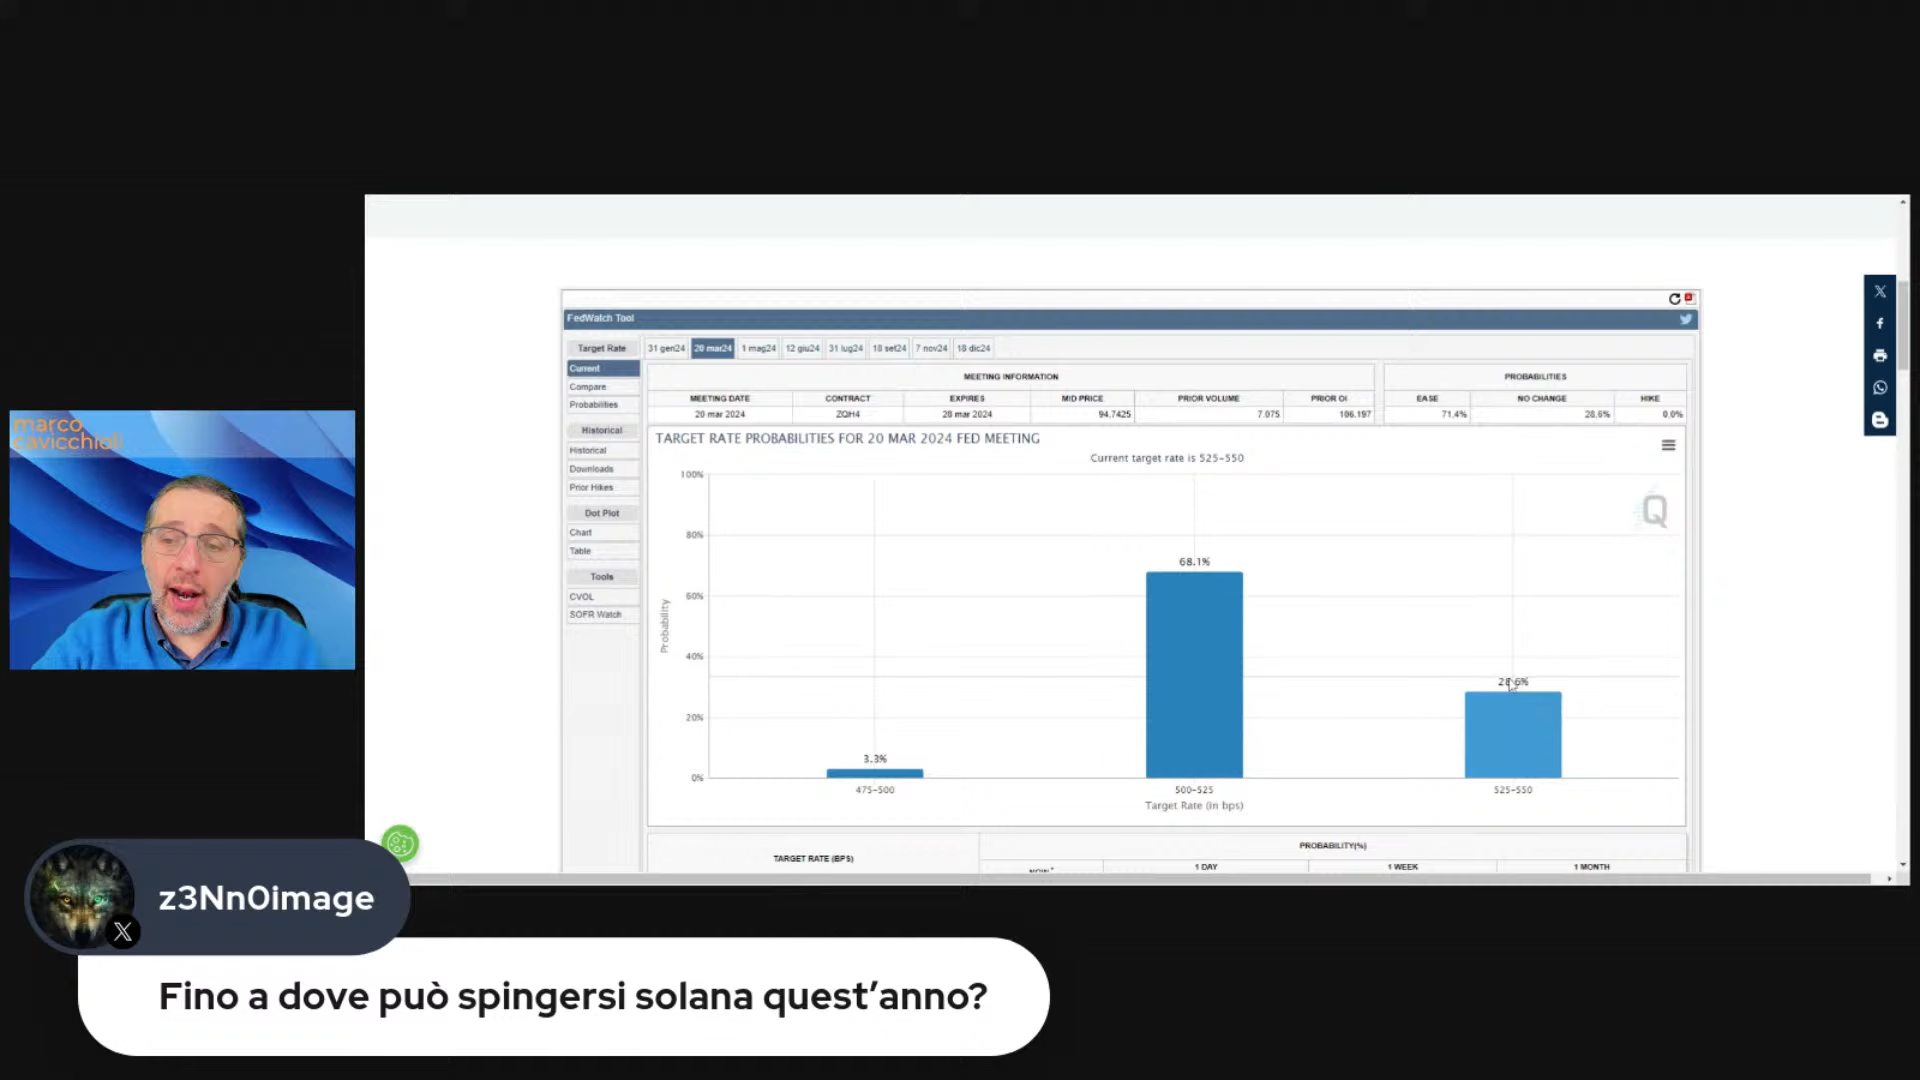 FedWatch Tool
Target Rate
31 gen24 20 mar24 1 mag24 12 giu24 31 lug24 18 set24 7 nov24 18 dic24
Current
Compare
Probabilities
Historical
Historical
Downloads
Prior Hikes
Dot Plot
Chart
Table
Tools
CVOL
SOFR Watch
MEETING INFORMATION
MEETING DATE CONTRACT EXPIRES MID PRICE PRIOR VOLUME PRIOR OI
20 mar 2024 ZQH4 28 mar 2024 94.7425 7.075 106.197
PROBABILITIES
EASE NO CHANGE HIKE
71,4% 28,6% 0,0%
TARGET RATE PROBABILITIES FOR 20 MAR 2024 FED MEETING
Current target rate is 525-550
Q
Probability
100%
80%
60%
40%
20%
0%
3.3%
68.1%
28.6%
475-500 500-525 525-550
Target Rate (in bps)
TARGET RATE (BPS)
PROBABILITY(%)
1 DAY 1 WEEK 1 MONTH
marco
cavicchioli
z3Nn0image
Fino a dove può spingersi solana quest’anno?